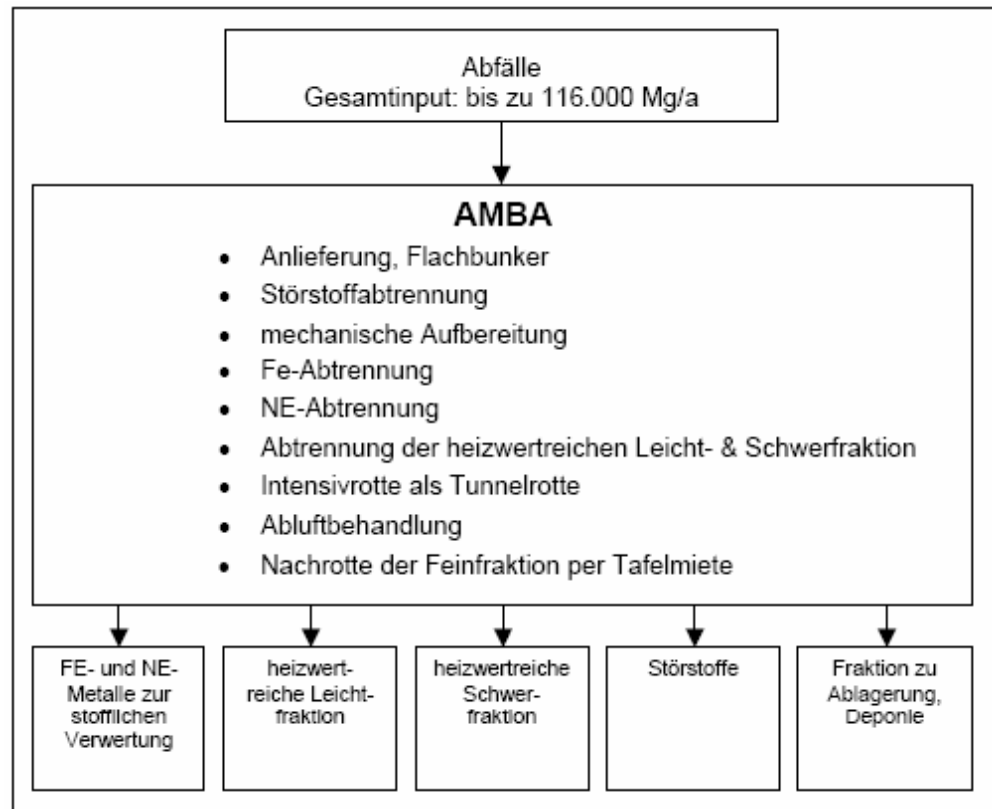 Abfälle
Gesamtinput: bis zu 116.000 Mg/a
AMBA
• Anlieferung, Flachbunker
• Störstoffabtrennung
• mechanische Aufbereitung
• Fe-Abtrennung
• NE-Abtrennung
• Abtrennung der heizwertreichen Leicht- & Schwerfraktion
• Intensivrotte als Tunnelrotte
• Abluftbehandlung
• Nachrotte der Feinfraktion per Tafelmiete
FE- und NE-
Metalle zur
stofflichen
Verwertung
heizwert-
reiche Leicht-
fraktion
heizwertreiche
Schwer-
fraktion
Störstoffe
Fraktion zu
Ablagerung,
Deponie